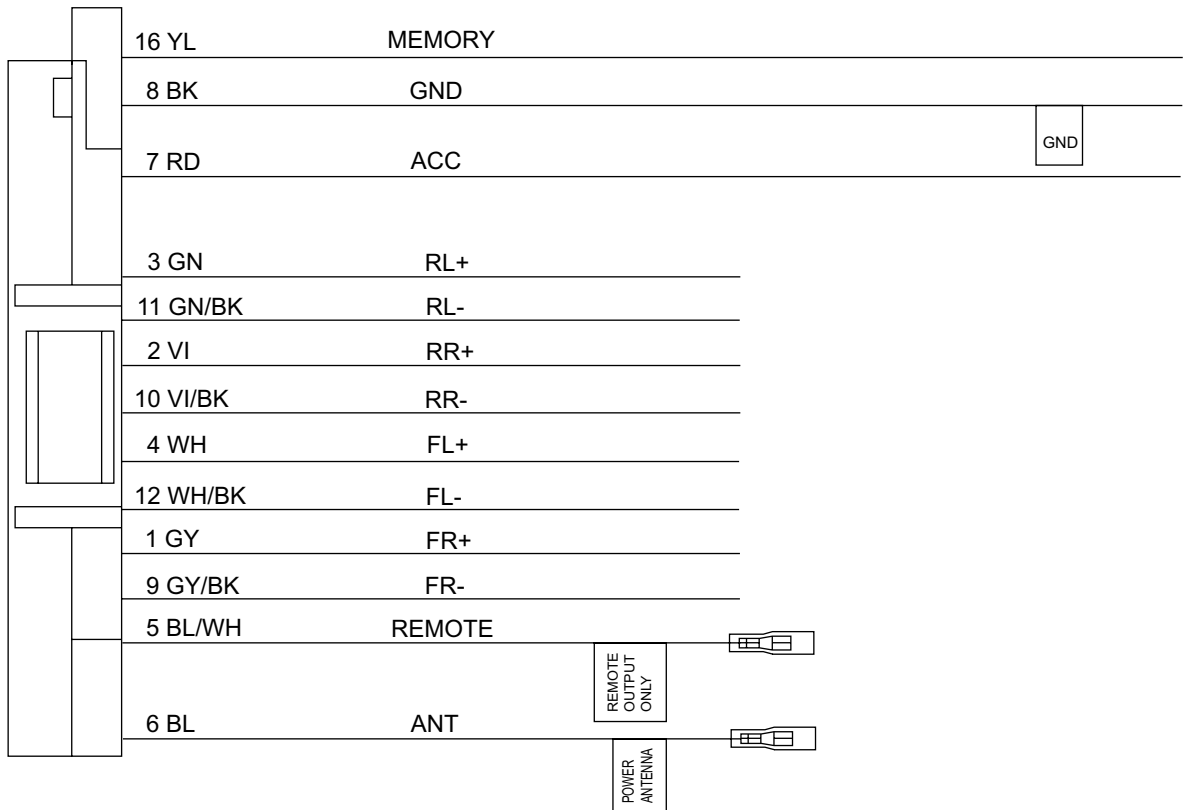 16 YL MEMORY
8 BK GND
GND
7 RD ACC
3 GN RL+
11 GN/BK RL-
2 VI RR+
10 VI/BK RR-
4 WH FL+
12 WH/BK FL-
1 GY FR+
9 GY/BK FR-
5 BL/WH REMOTE
REMOTE
OUTPUT
ONLY
6 BL ANT
POWER
ANTENNA